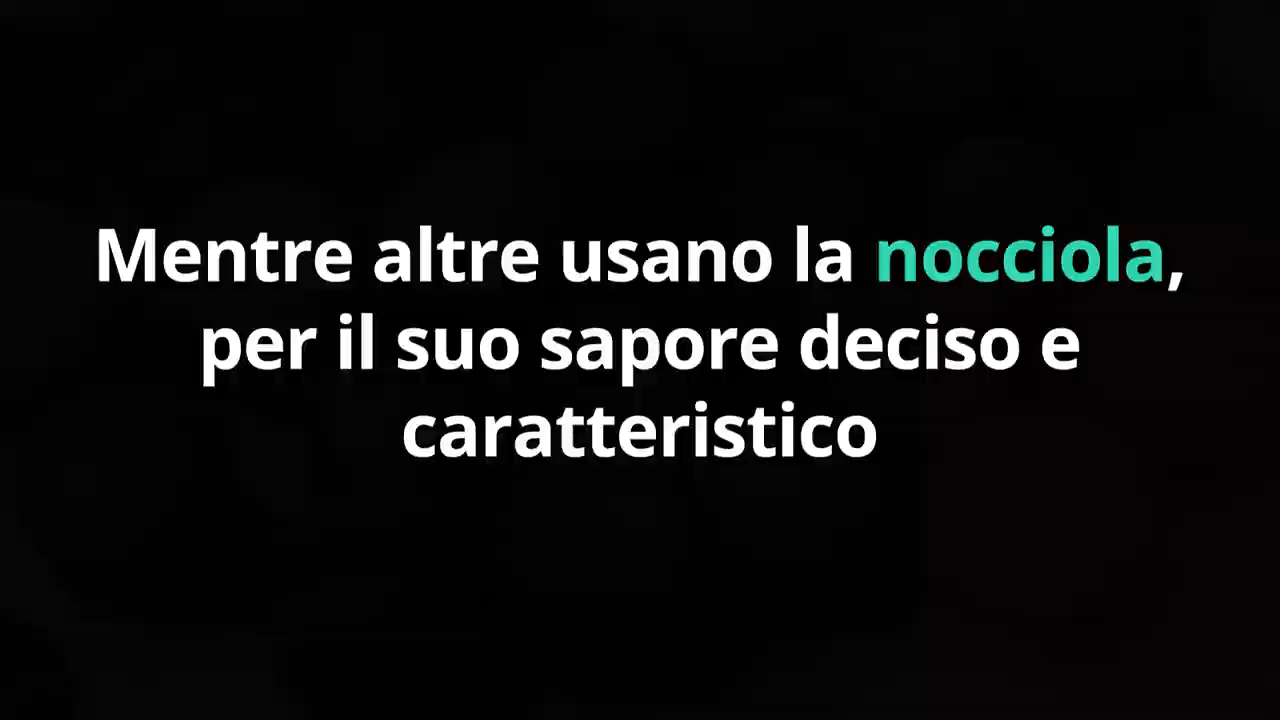 Mentre altre usano la nocciola,
per il suo sapore deciso e
caratteristico